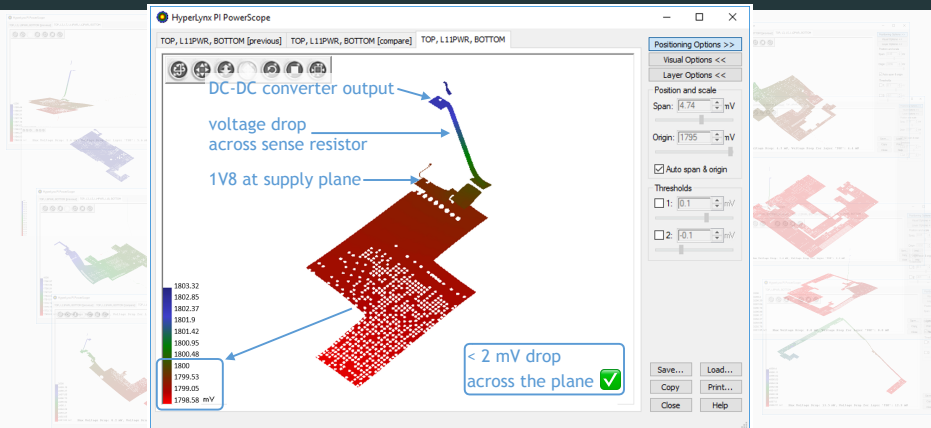 HyperLynx PI PowerScope
TOP, L11PWR, BOTTOM [previous]
TOP, L11PWR, BOTTOM [compare]
TOP, L11PWR, BOTTOM
DC-DC converter output
voltage drop
across sense resistor
1V8 at supply plane
1803.32
1802.85
1802.37
1801.9
1801.42
1800.95
1800.48
1800
1799.53
1799.05
1798.58 mV
< 2 mV drop
across the plane
Positioning Options >>
Visual Options <<
Layer Options <<
Position and scale
Span: 4.74 mV
Origin: 1795 mV
Auto span & origin
Thresholds
1: 0.1 mV
2: -0.1 mV
Save... Load...
Copy Print...
Close Help